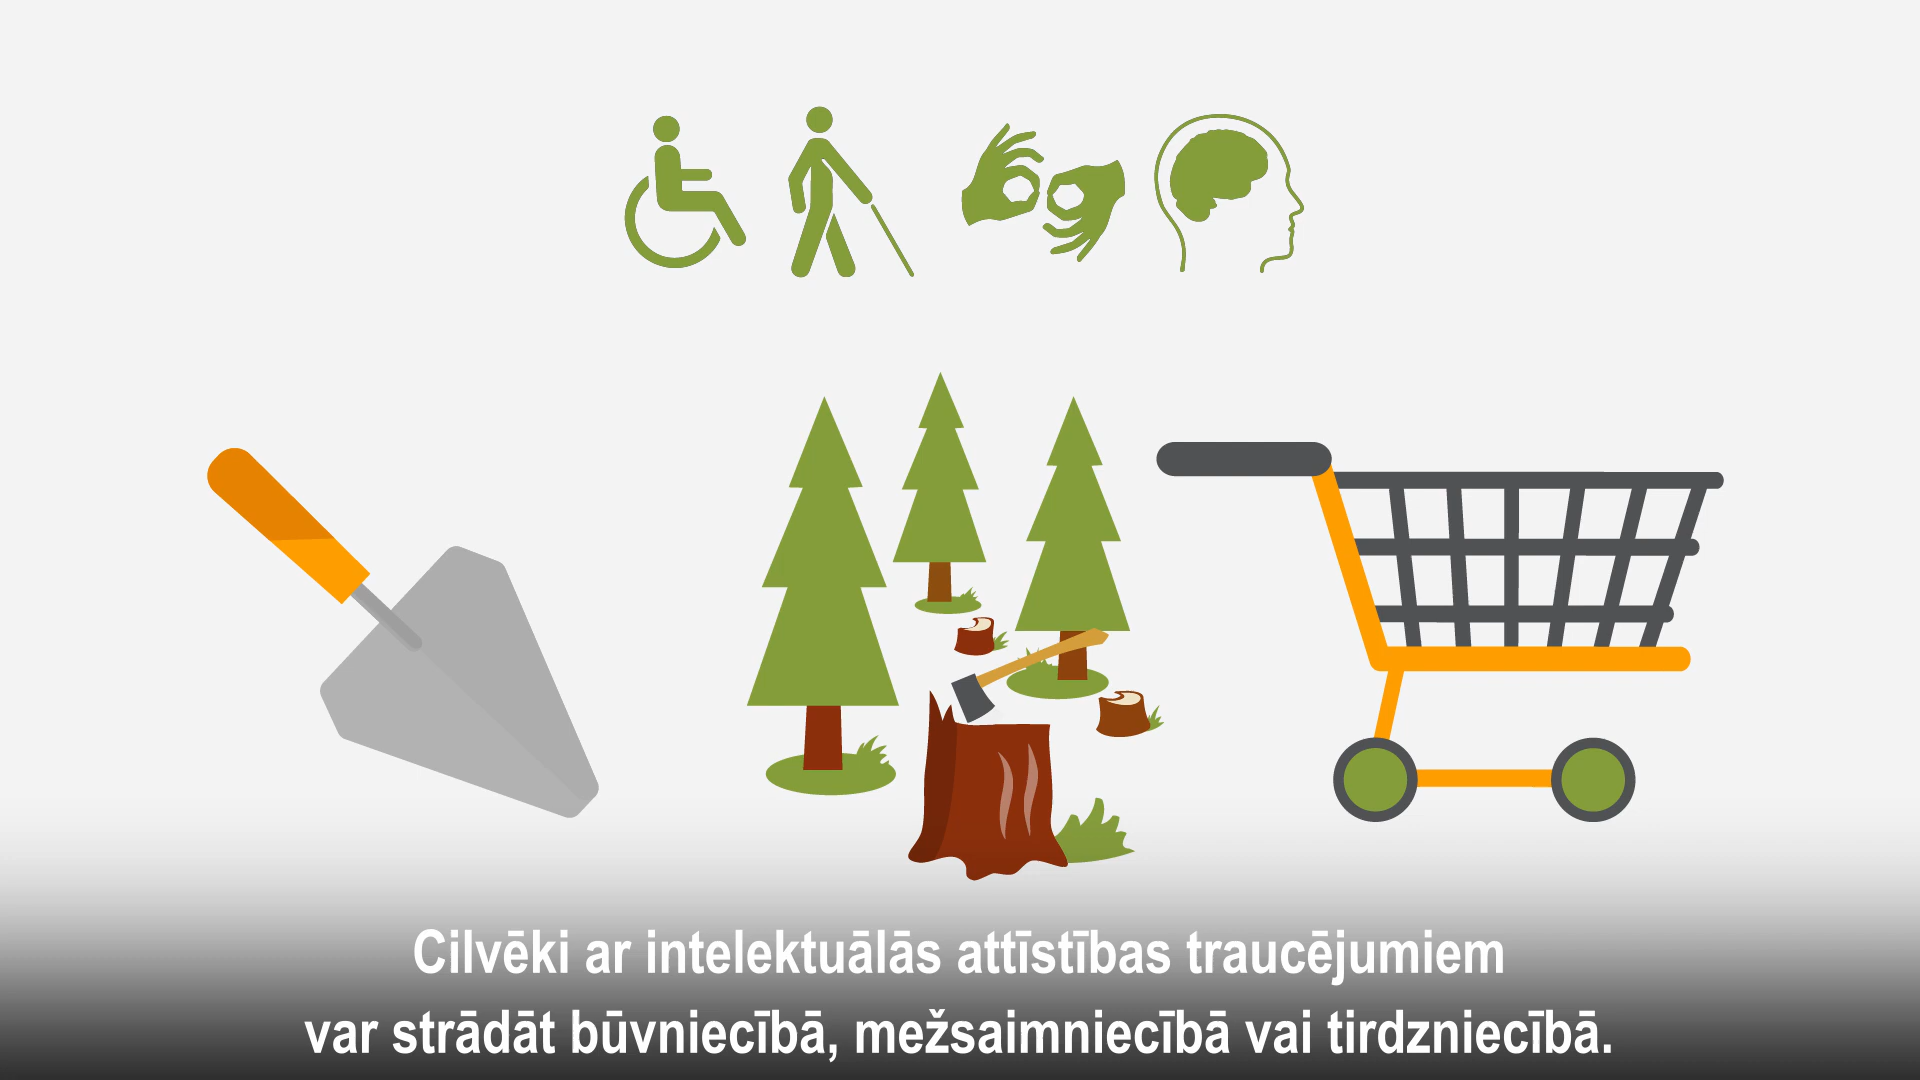 Cilvēki ar intelektuālās attīstības traucējumiem
var strādāt būvniecībā, mežsaimniecībā vai tirdzniecībā.